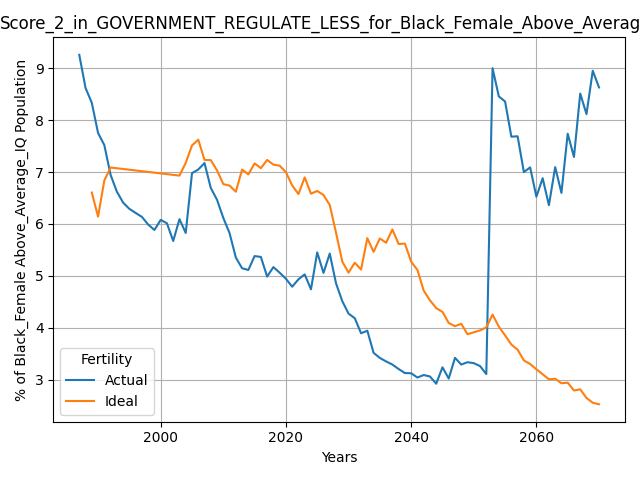 Score_2_in_GOVERNMENT_REGULATE_LESS_for_Black_Female_Above_Averag
% of Black_Female Above_Average_IQ Population
9
8
7
6
5
4
3
Fertility
Actual
Ideal
2000
2020
2040
2060
Years